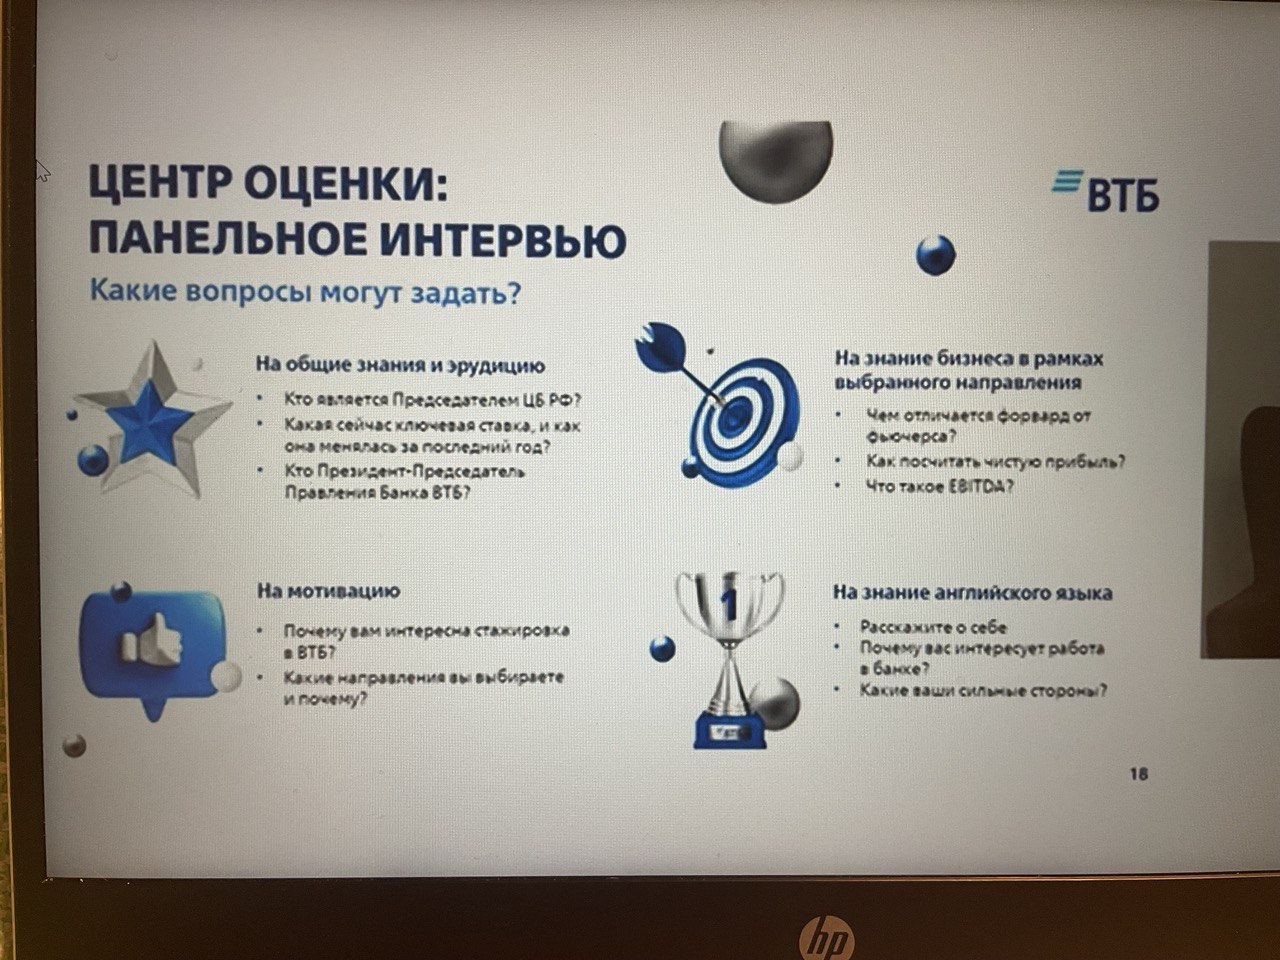 ЦЕНТР ОЦЕНКИ:
ПАНЕЛЬНОЕ ИНТЕРВЬЮ
ВТБ
Какие вопросы могут задать?
На общие знания и эрудицию
• Кто является Председателем ЦБ РФ?
• Какая сейчас ключевая ставка, и как
она менялась за последний год?
• Кто Президент-Председатель
Правления Банка ВТБ?
На знание бизнеса в рамках
выбранного направления
• Чем отличается форвард от
фьючерса?
• Как посчитать чистую прибыль?
• Что такое EBITDA?
На мотивацию
• Почему вам интересна стажировка
в ВТБ?
• Какие направления вы выбираете
и почему?
1
На знание английского языка
• Расскажите о себе
• Почему вас интересует работа
в банке?
• Какие ваши сильные стороны?
18
hp